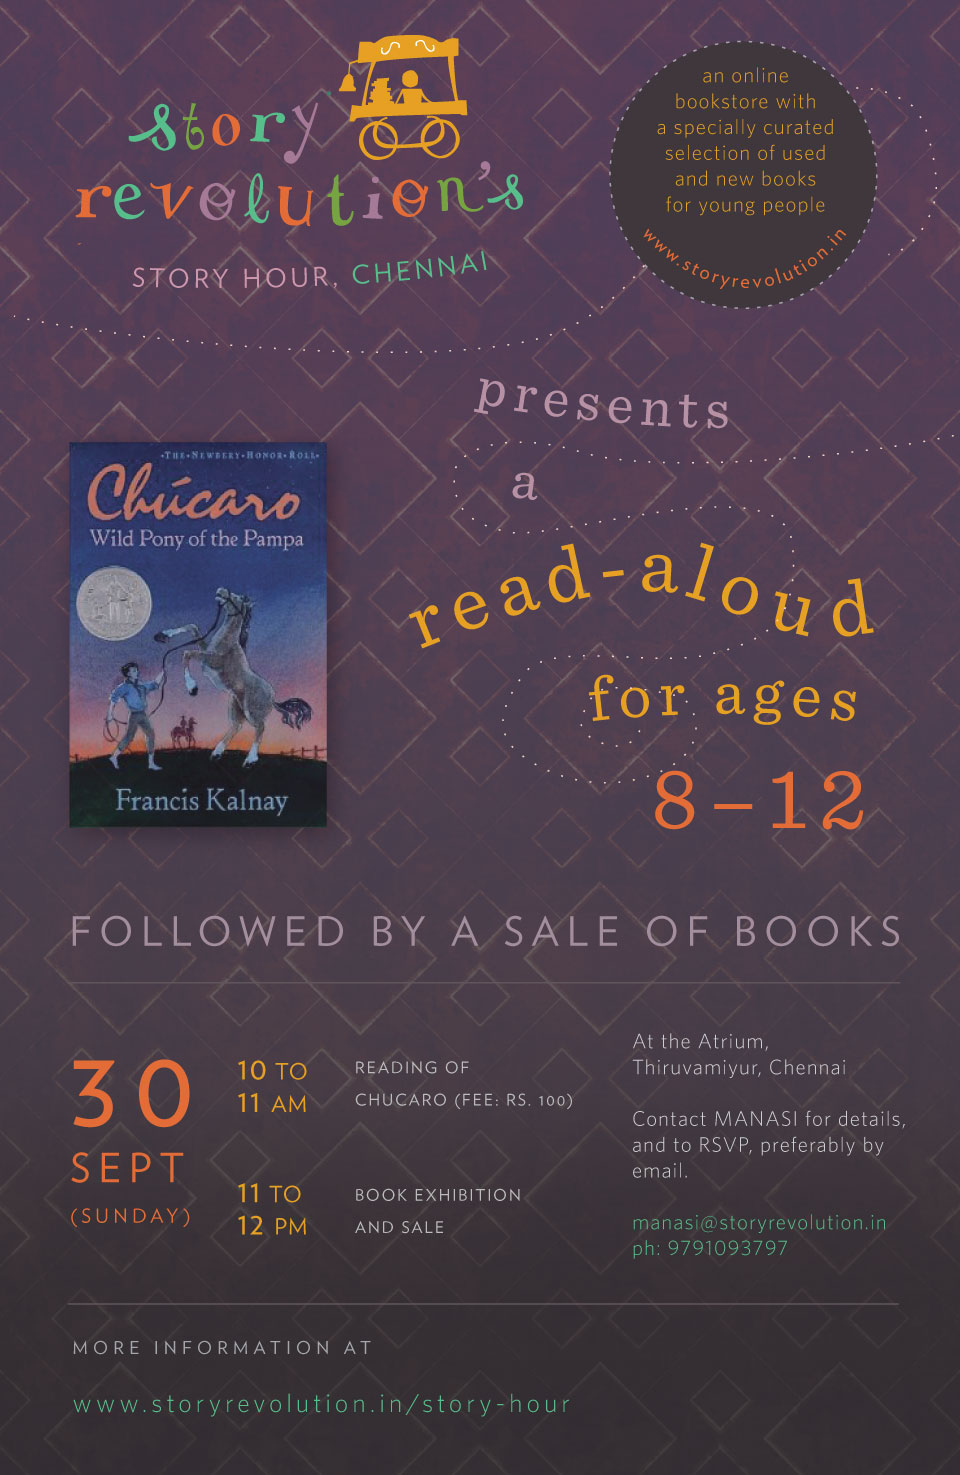 story
revolution's
STORY HOUR, CHENNAI
an online
bookstore with
a specially curated
selection of used
and new books
for young people
www.storyrevolution.in
presents
a
read-aloud
for ages
8–12
•THE•NEWBERY•HONOR•ROLL•
Chúcaro
Wild Pony of the Pampa
Francis Kalnay
FOLLOWED BY A SALE OF BOOKS
30
SEPT
(SUNDAY)
10 TO
11 AM
READING OF
CHUCARO (FEE: RS. 100)
11 TO
12 PM
BOOK EXHIBITION
AND SALE
At the Atrium,
Thiruvamiyur, Chennai
Contact MANASI for details,
and to RSVP, preferably by
email.
manasi@storyrevolution.in
ph: 9791093797
MORE INFORMATION AT
www.storyrevolution.in/story-hour